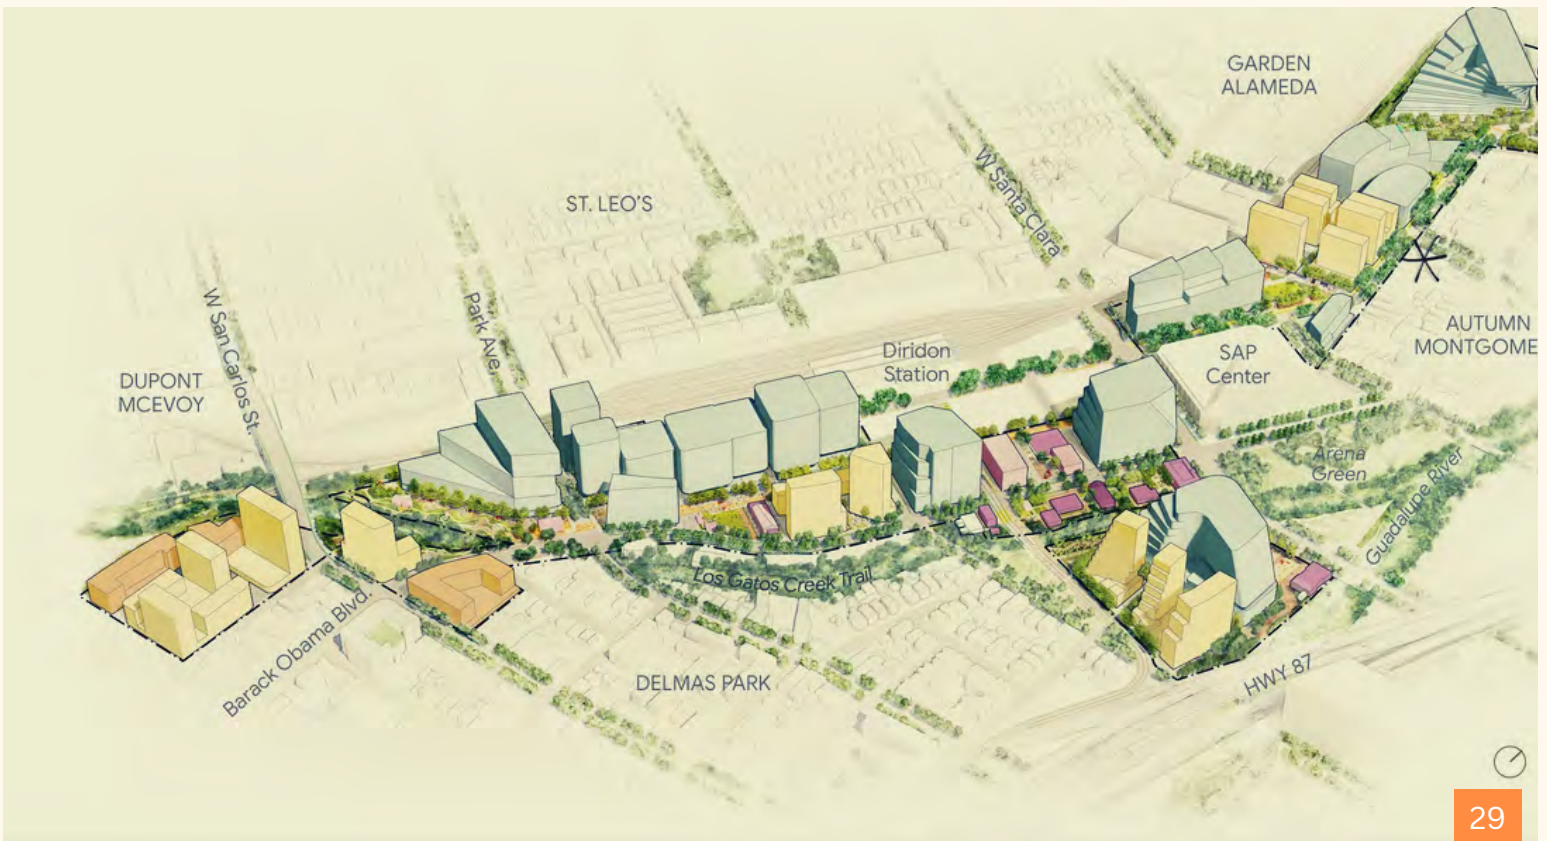 GARDEN
ALAMEDA
W Santa Clara
ST. LEO'S
W San Carlos St.
Park Ave.
AUTUMN
MONTGOME
DUPONT
MCEVOY
Diridon
Station
SAP
Center
Arena
Green
Guadalupe River
Los Gatos Creek Trail
Barack Obama Blvd.
DELMAS PARK
HWY 87
29